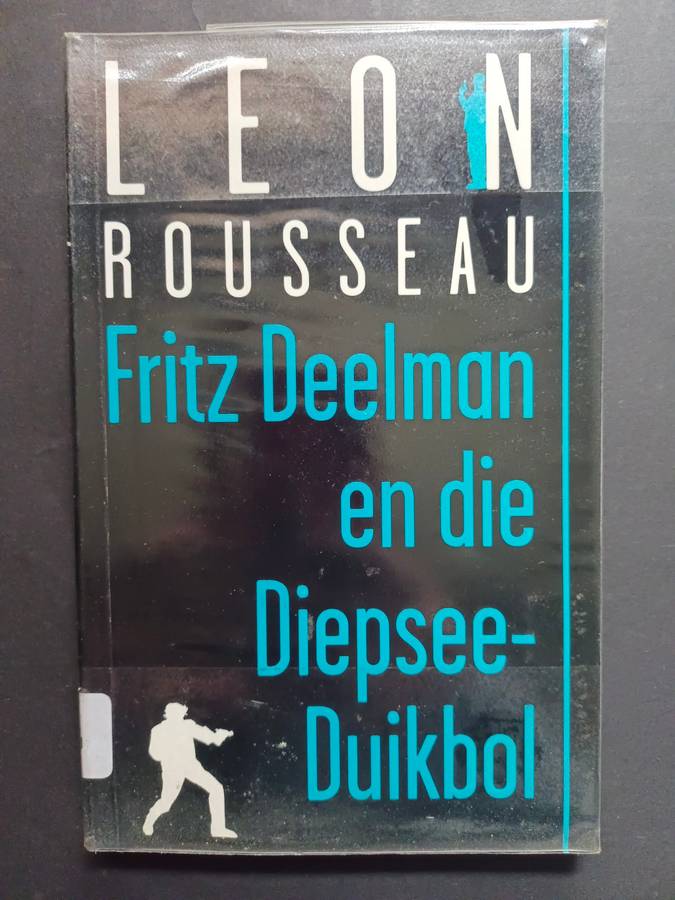 LEON
ROUSSEAU
Fritz Deelman
en die
Diepsee-
Duikbol